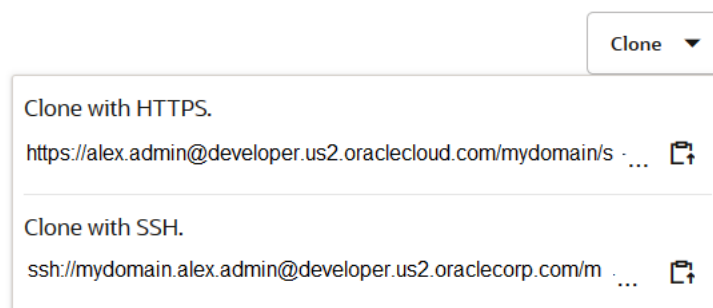 Clone
Clone with HTTPS.
https://alex.admin@developer.us2.oraclecloud.com/mydomain/s ...
Clone with SSH.
ssh://mydomain.alex.admin@developer.us2.oraclecorp.com/m ...